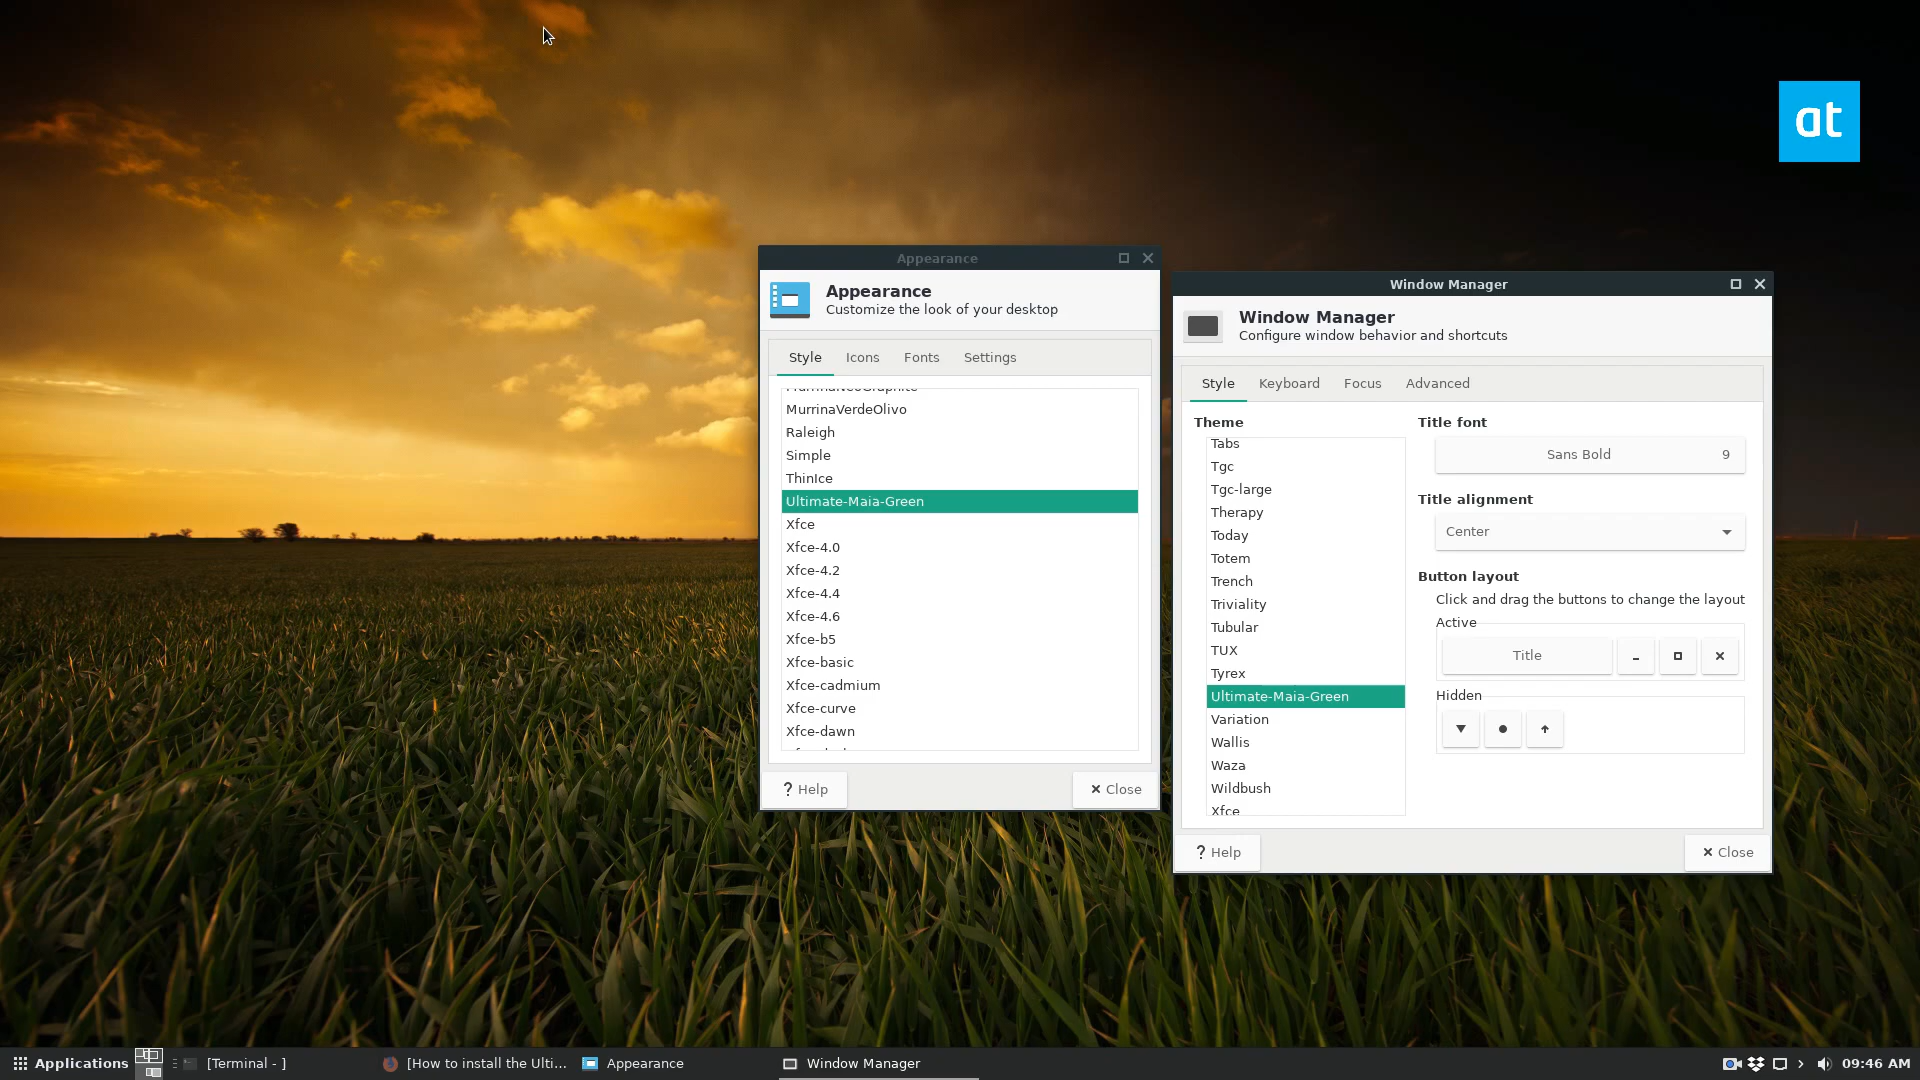 at
Appearance
Appearance
Customize the look of your desktop
Style Icons Fonts Settings
MurrinaNeoGraphite
MurrinaVerdeOlivo
Raleigh
Simple
ThinIce
Ultimate-Maia-Green
Xfce
Xfce-4.0
Xfce-4.2
Xfce-4.4
Xfce-4.6
Xfce-b5
Xfce-basic
Xfce-cadmium
Xfce-curve
Xfce-dawn
? Help
Close
Window Manager
Window Manager
Configure window behavior and shortcuts
Style Keyboard Focus Advanced
Theme
Tabs
Tgc
Tgc-large
Therapy
Today
Totem
Trench
Triviality
Tubular
TUX
Tyrex
Ultimate-Maia-Green
Variation
Wallis
Waza
Wildbush
Xfce
Title font
Sans Bold 9
Title alignment
Center
Button layout
Click and drag the buttons to change the layout
Active
Title
Hidden
? Help
Close
Applications
[Terminal - ]
[How to install the Ulti...
Appearance
Window Manager
09:46 AM